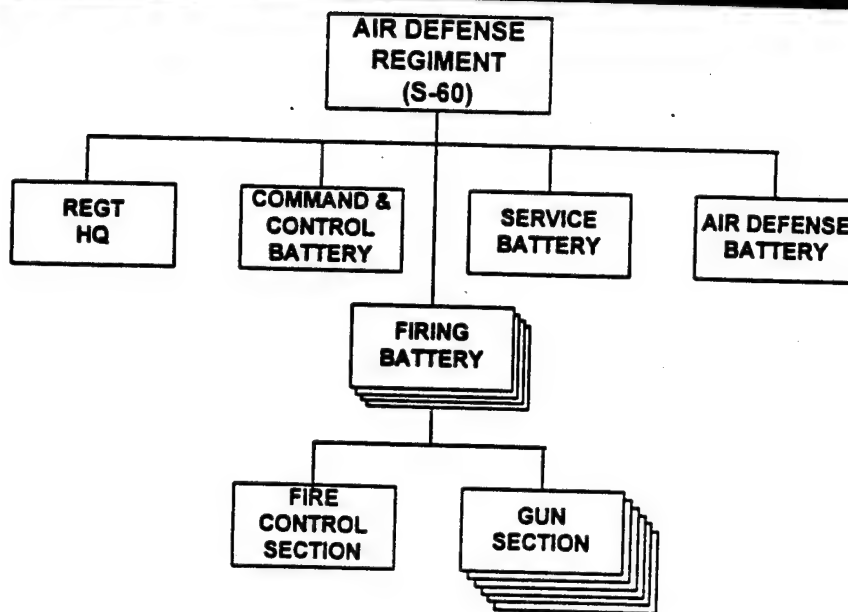 AIR DEFENSE
REGIMENT
(S-60)
REGT
HQ
COMMAND &
CONTROL
BATTERY
SERVICE
BATTERY
AIR DEFENSE
BATTERY
FIRING
BATTERY
FIRE
CONTROL
SECTION
GUN
SECTION